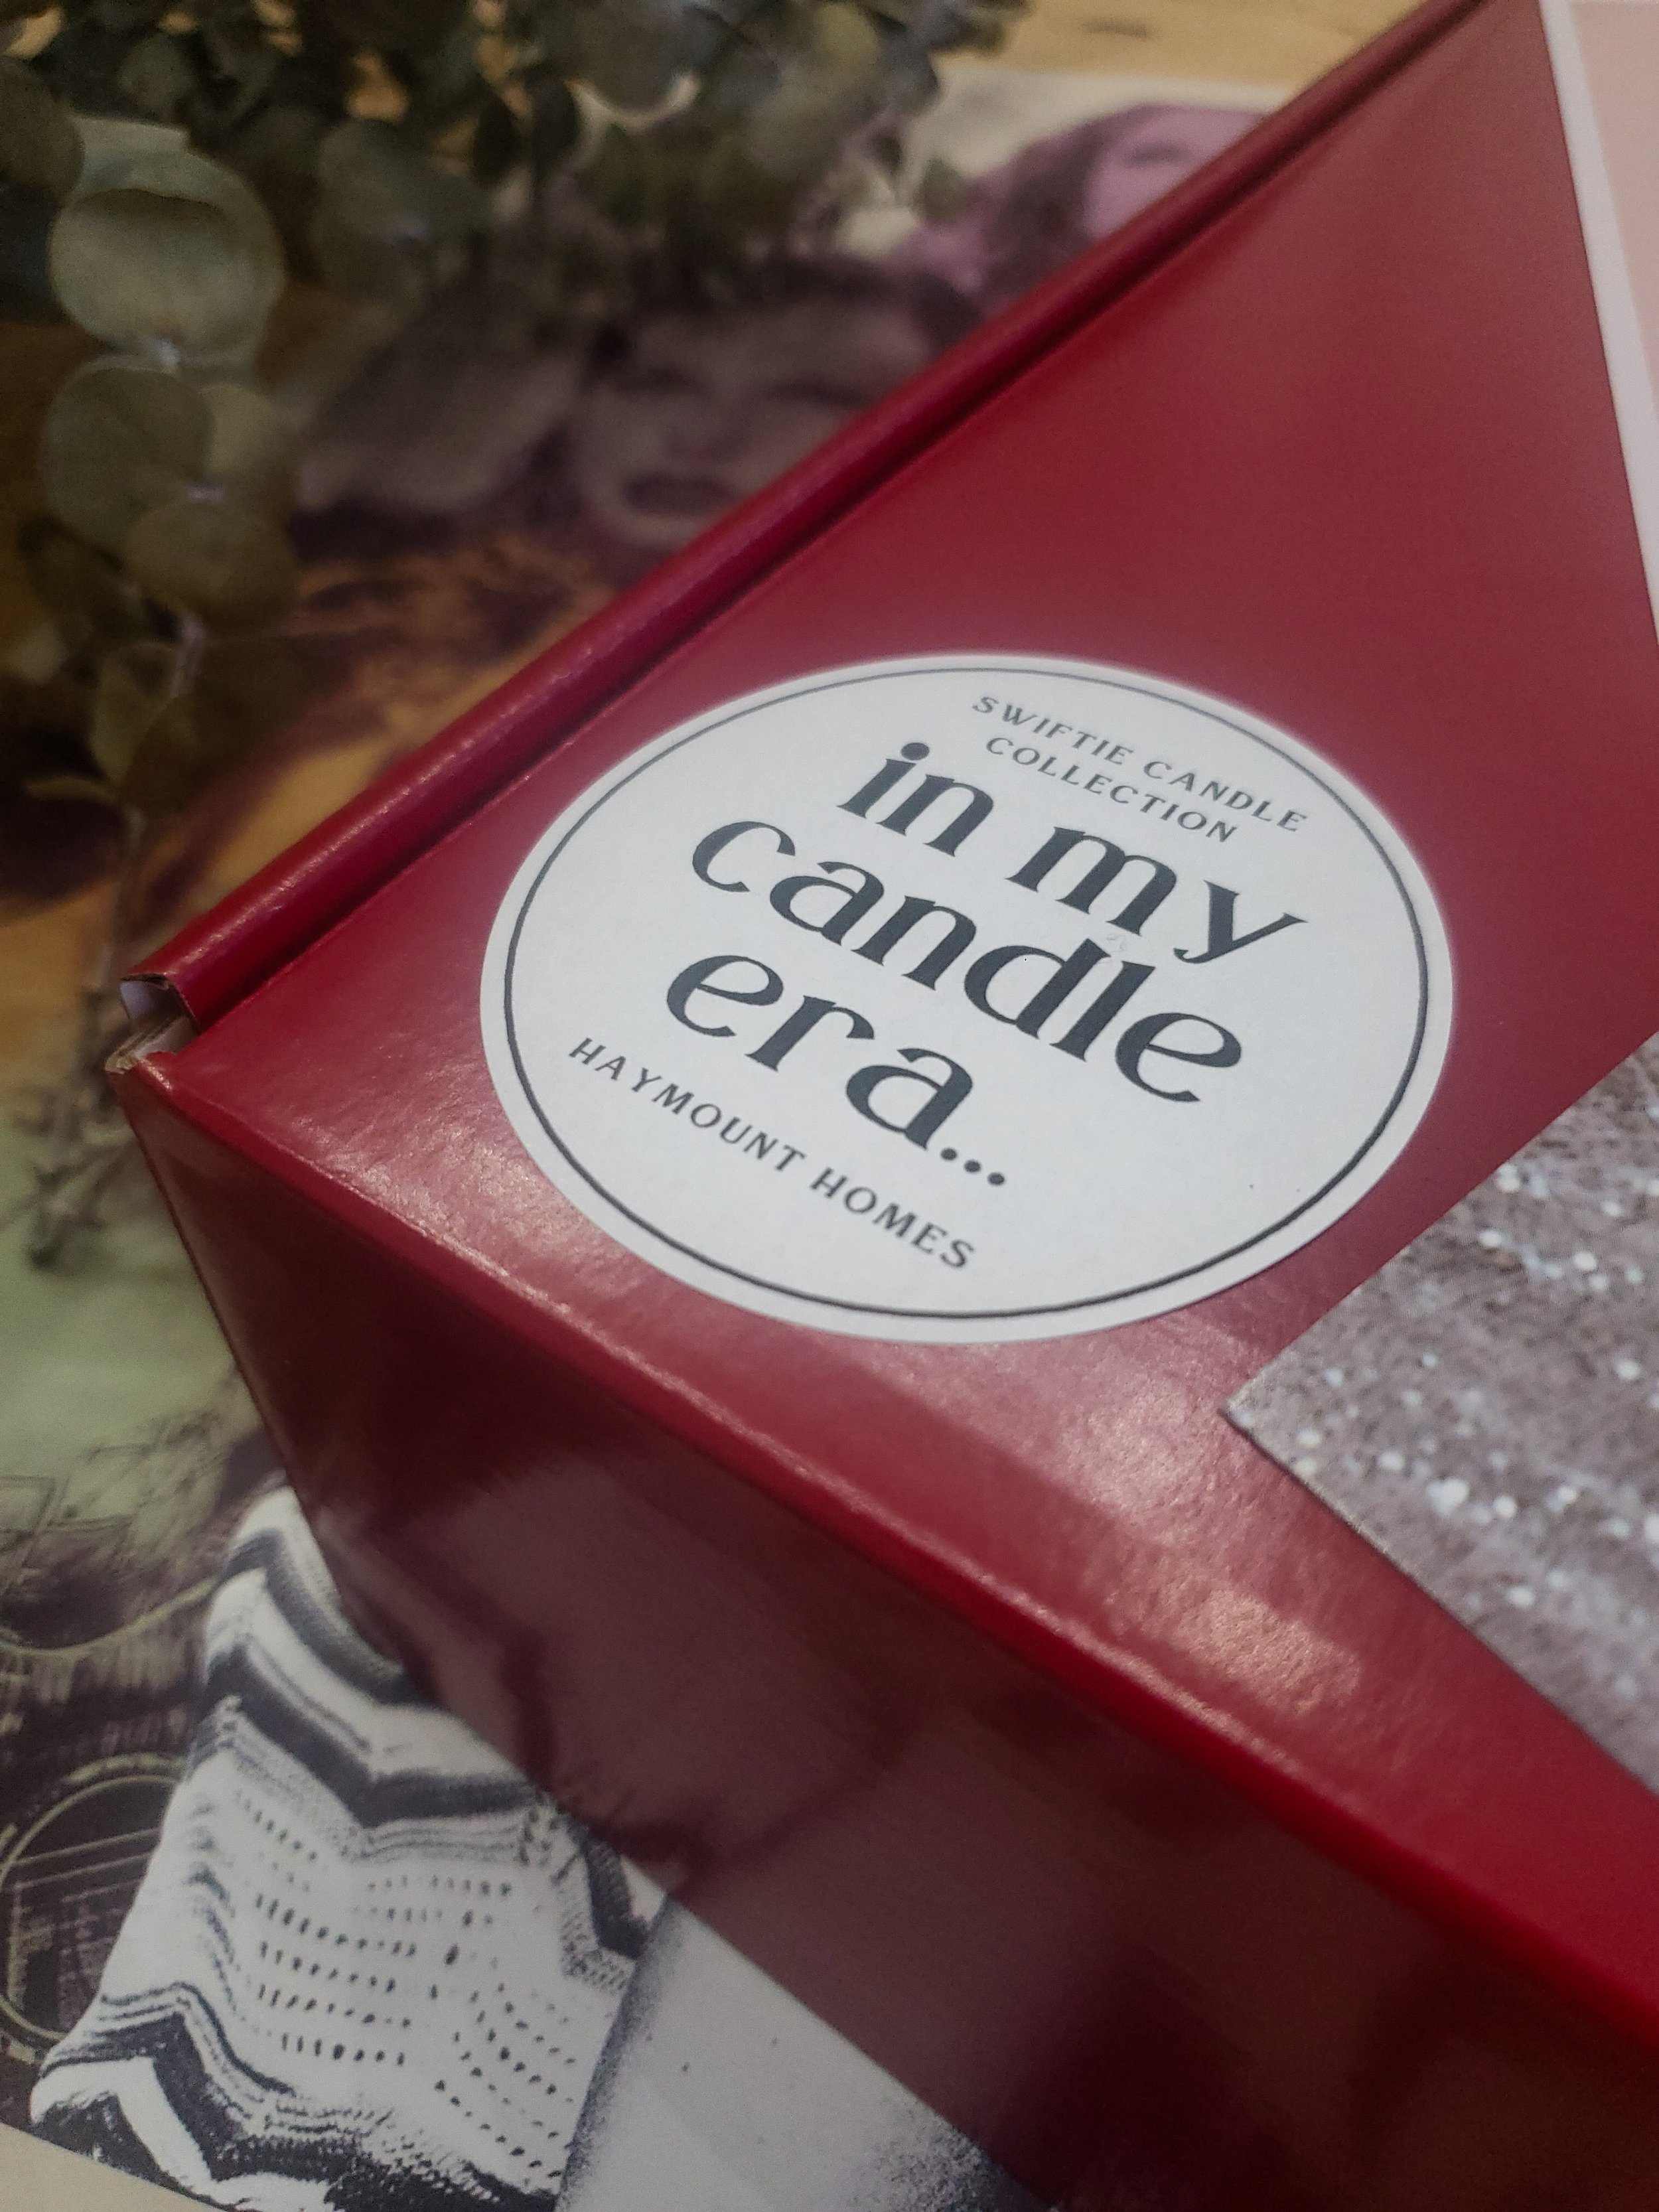 SWIFTIE CANDLE
COLLECTION
in my
candle
era...
HAYMOUNT HOMES